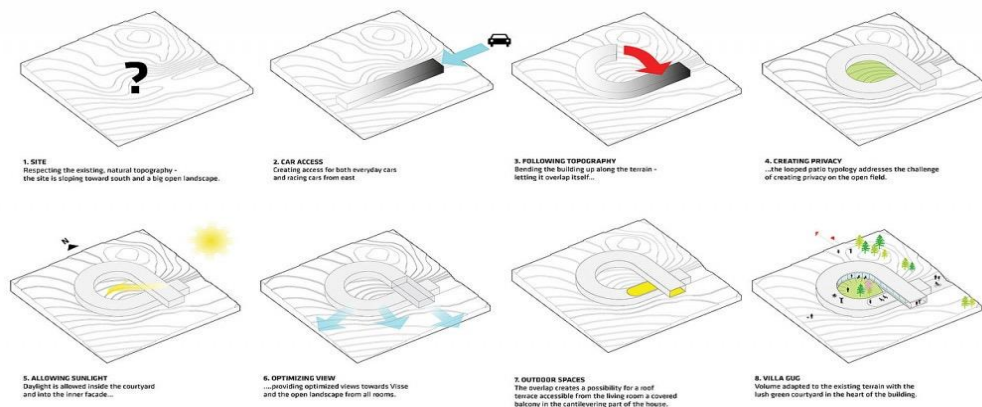 ?
1. SITE
Respecting the existing, natural topography -
the site is sloping toward south and a big open landscape.
2. CAR ACCESS
Creating access for both everyday cars
and racing cars from east
3. FOLLOWING TOPOGRAPHY
Bending the building up along the terrain -
letting it overlap itself...
4. CREATING PRIVACY
...the looped patio typology addresses the challenge
of creating privacy on the open field.
N
5. ALLOWING SUNLIGHT
Daylight is allowed inside the courtyard
and into the inner facade...
6. OPTIMIZING VIEW
....providing optimized views towards Visse
and the open landscape from all rooms.
7. OUTDOOR SPACES
The overlap creates a possibility for a roof
terrace accessible from the living room a covered
balcony in the cantilevering part of the house.
8. VILLA GUG
Volume adapted to the existing terrain with the
lush green courtyard in the heart of the building.